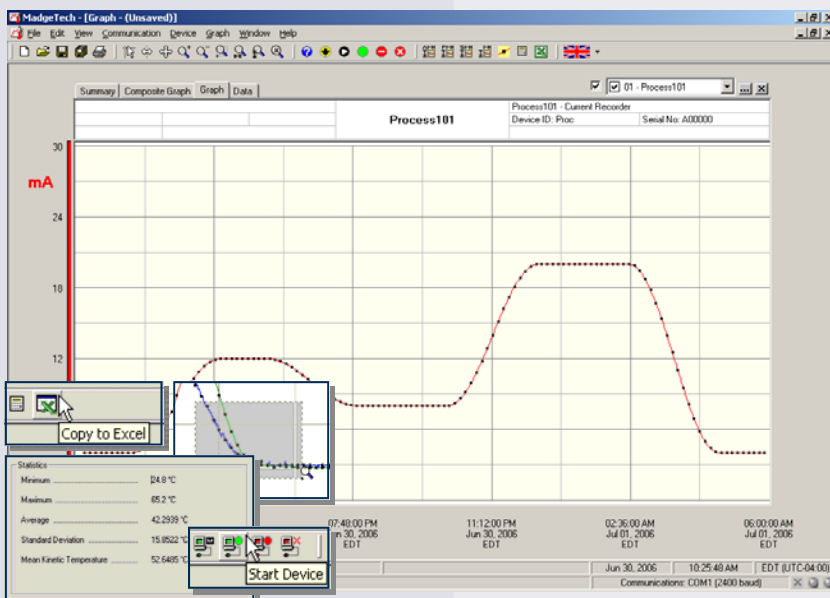 MadgeTech - [Graph - (Unsaved)]
File Edit View Communication Device Graph Window Help
Summary Composite Graph Graph Data
01 - Process101
Process101
Process101 - Current Recorder
Device ID: Proc Serial No: A00000
30
mA
24
18
12
Copy to Excel
Statistics
Minimum 24.8 °C
Maximum 65.2 °C
Average 42.2939 °C
Standard Deviation 15.8522 °C
Mean Kinetic Temperature 52.6485 °C
Start Device
07:48:00 PM 11:12:00 PM 02:36:00 AM 06:00:00 AM
Jun 30, 2006 Jun 30, 2006 Jul 01, 2006 Jul 01, 2006
EDT EDT EDT EDT
Jun 30, 2006 10:25:48 AM EDT (UTC-04:00)
Communications: COM1 (2400 baud)